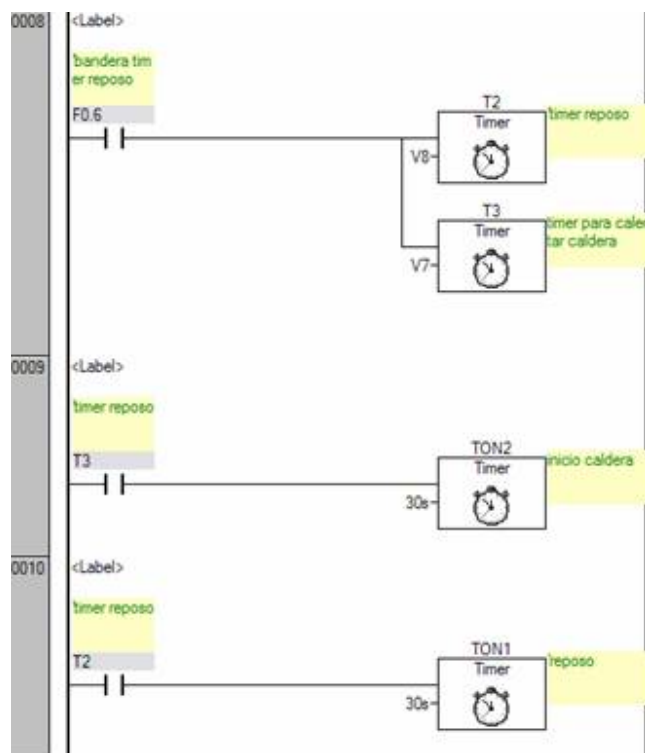 0008
<Label>
'bandera tim
er reposo
F0.6
T2
Timer
V8
'timer reposo
T3
Timer
V7
timer para calen
tar caldera
0009
<Label>
'timer reposo
T3
TON2
Timer
30s
inicio caldera
0010
<Label>
'timer reposo
T2
TON1
Timer
30s
'reposo